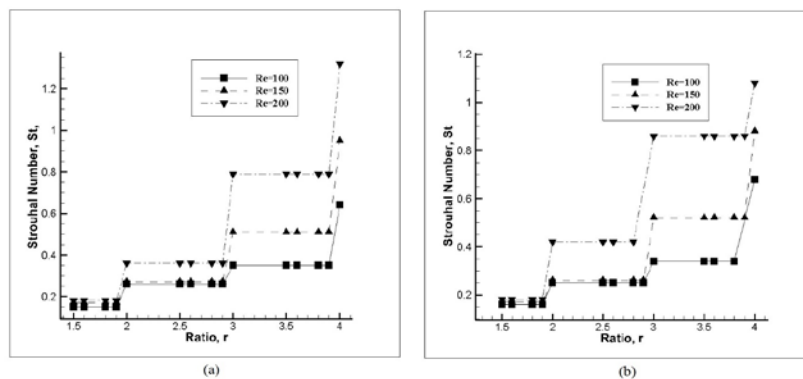 Re=100
Re=150
Re=200
Strouhal Number, St,
1.2
1
0.8
0.6
0.4
0.2
1.5 2 2.5 3 3.5 4
Ratio, r
(a)
Re=100
Re=150
Re=200
Strouhal Number, St
1.2
1
0.8
0.6
0.4
0.2
1.5 2 2.5 3 3.5 4
Ratio, r
(b)